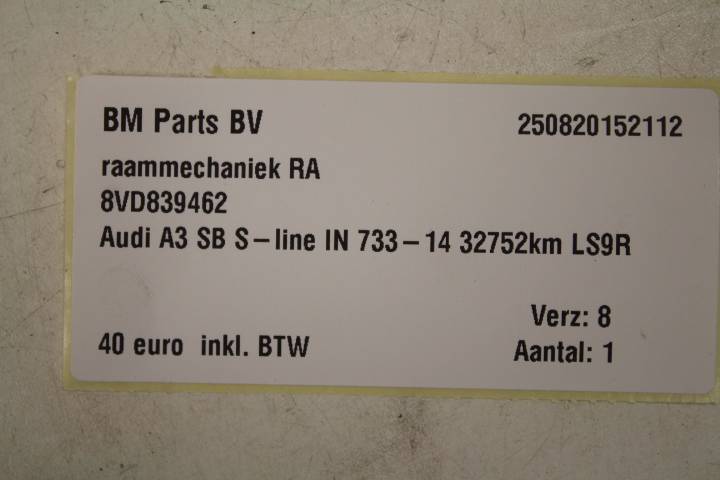 BM Parts BV 250820152112
raammechaniek RA
8VD839462
Audi A3 SB S-line IN 733-14 32752km LS9R
Verz: 8
40 euro inkl. BTW Aantal: 1